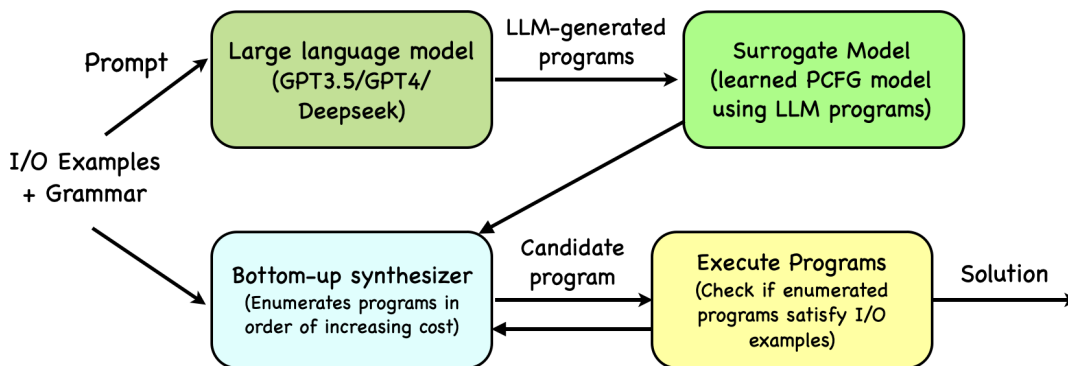 Prompt
Large language model
(GPT3.5/GPT4/
Deepseek)
LLM-generated
programs
Surrogate Model
(learned PCFG model
using LLM programs)
I/O Examples
+ Grammar
Bottom-up synthesizer
(Enumerates programs in
order of increasing cost)
Candidate
program
Execute Programs
(Check if enumerated
programs satisfy I/O
examples)
Solution